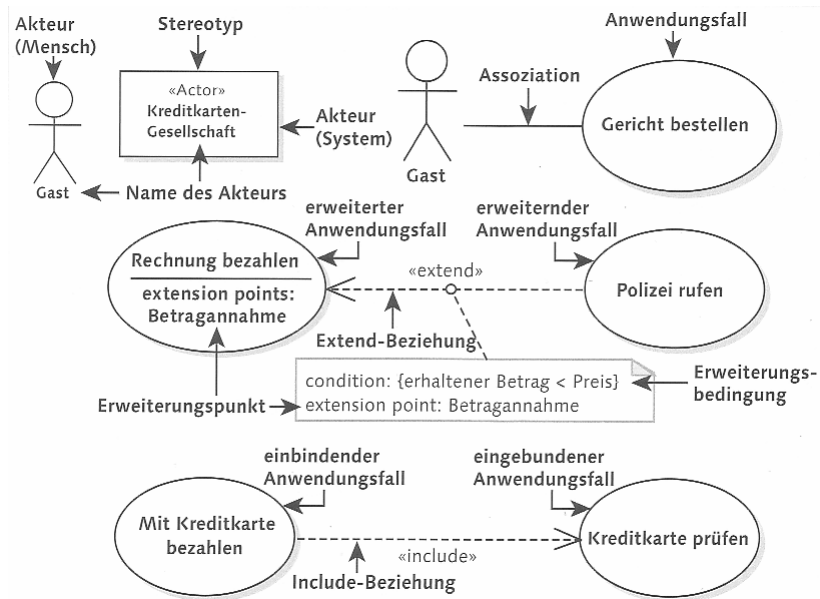 Akteur
(Mensch)
Stereotyp
Anwendungsfall
«Actor»
Kreditkarten-
Gesellschaft
Akteur
(System)
Assoziation
Gericht bestellen
Gast
Name des Akteurs
Gast
erweiterter
Anwendungsfall
erweiternder
Anwendungsfall
Rechnung bezahlen
extension points:
Betragannahme
«extend»
Polizei rufen
Extend-Beziehung
condition: {erhaltener Betrag < Preis}
extension point: Betragannahme
Erweiterungs-
bedingung
Erweiterungspunkt
einbindender
Anwendungsfall
eingebundener
Anwendungsfall
Mit Kreditkarte
bezahlen
«include»
Kreditkarte prüfen
Include-Beziehung